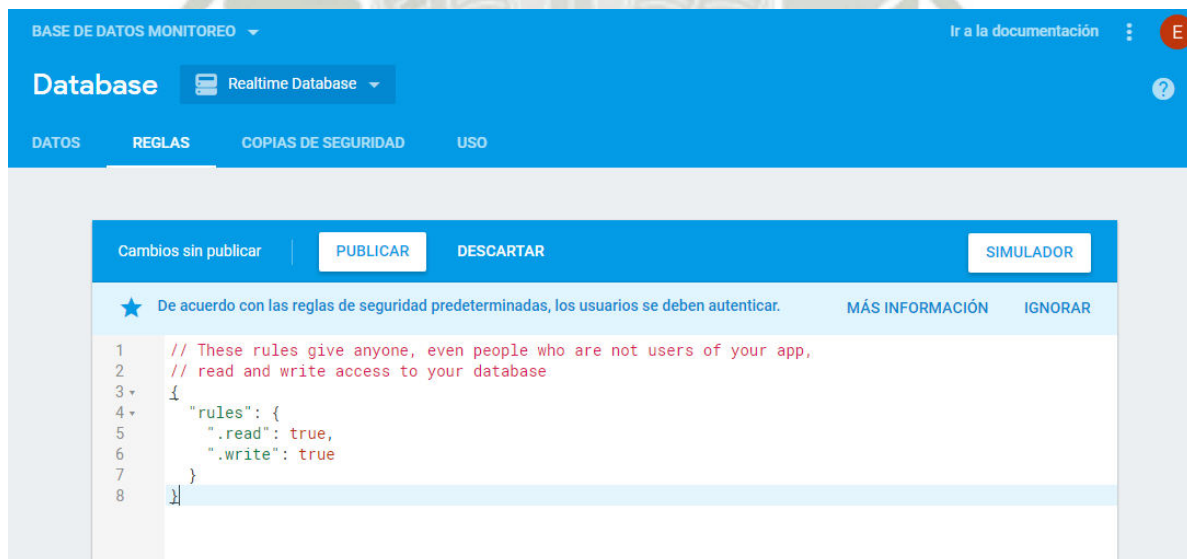 BASE DE DATOS MONITOREO
Ir a la documentación
E
Database
Realtime Database
?
DATOS REGLAS COPIAS DE SEGURIDAD USO
Cambios sin publicar PUBLICAR DESCARTAR SIMULADOR
De acuerdo con las reglas de seguridad predeterminadas, los usuarios se deben autenticar. MÁS INFORMACIÓN IGNORAR
1 // These rules give anyone, even people who are not users of your app,
2 // read and write access to your database
3 {
4 "rules": {
5 ".read": true,
6 ".write": true
7 }
8 }